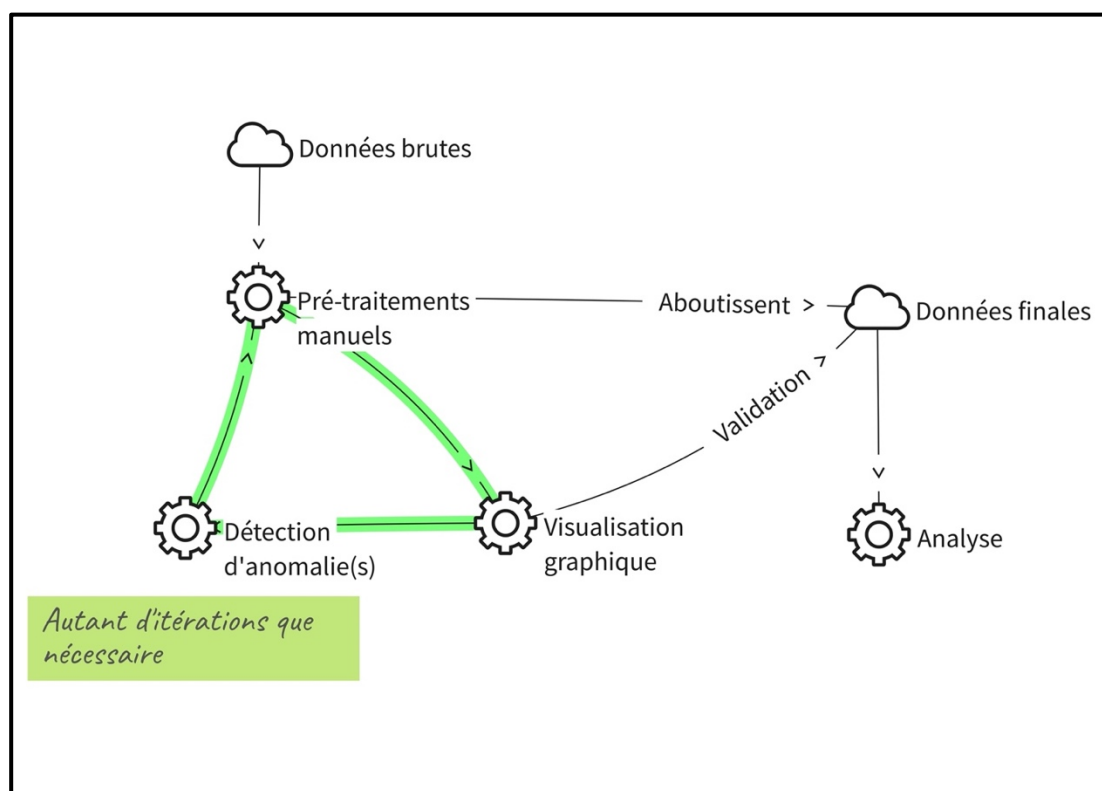 Données brutes
Pré-traitements
manuels
Aboutissent
Données finales
Validation
Détection
d'anomalie(s)
Visualisation
graphique
Analyse
Autant d'itérations que
nécessaire